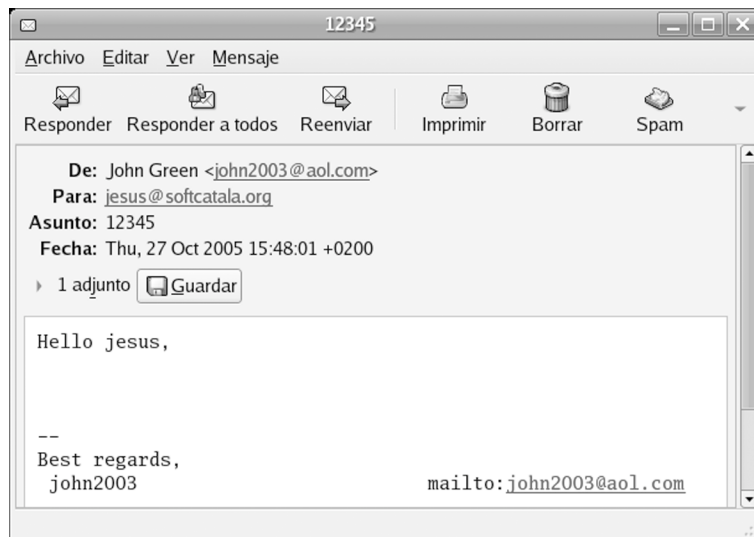 12345
Archivo Editar Ver Mensaje
Responder Responder a todos Reenviar Imprimir Borrar Spam
De: John Green <john2003@aol.com>
Para: jesus@softcatala.org
Asunto: 12345
Fecha: Thu, 27 Oct 2005 15:48:01 +0200
1 adjunto Guardar
Hello jesus,
--
Best regards,
john2003 mailto:john2003@aol.com